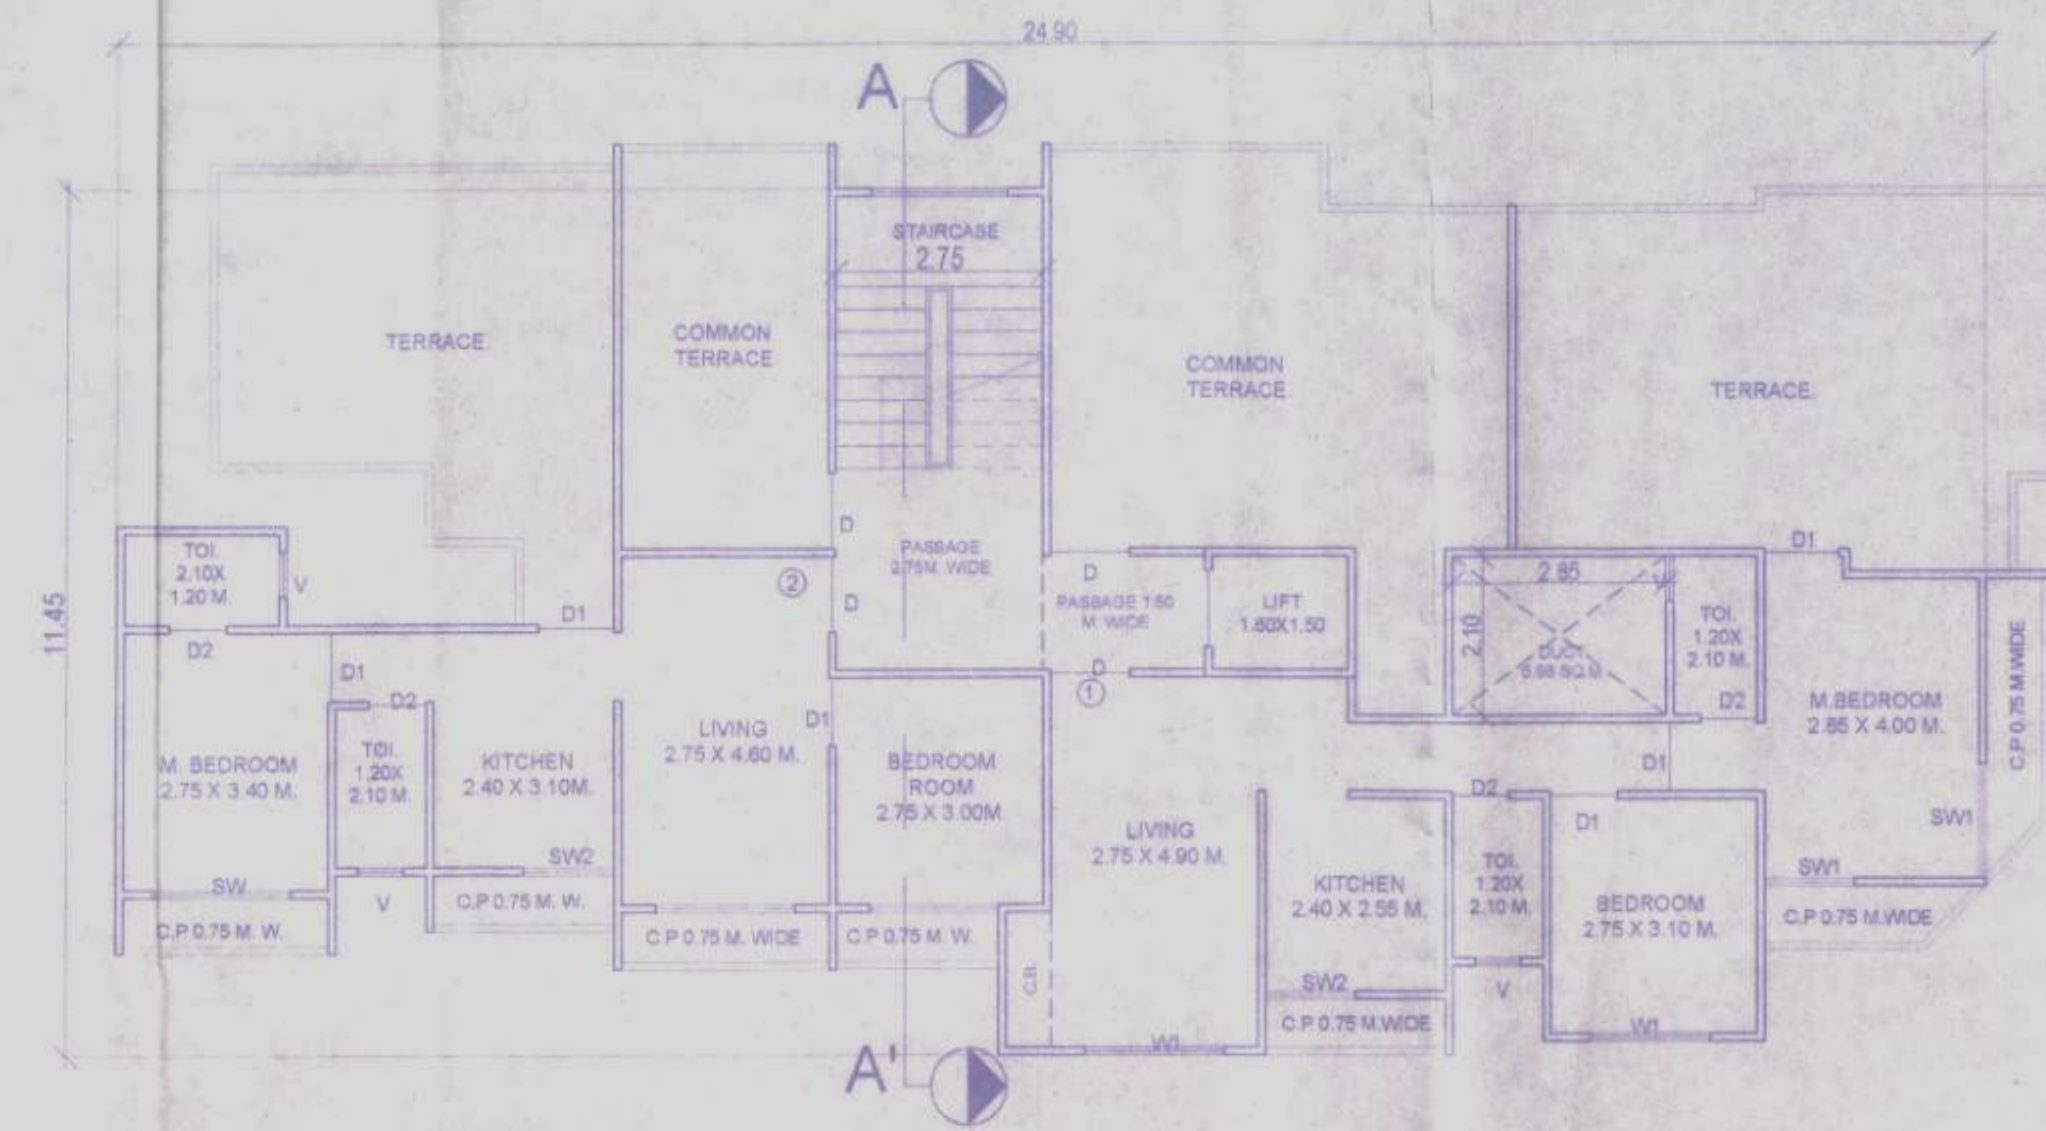 24.90
A
STAIRCASE
2.75
TERRACE
COMMON
TERRACE
COMMON
TERRACE
TERRACE
11.45
TOI.
2.10X
1.20 M.
V
D2
D1
D1
D2
M. BEDROOM
2.75 X 3.40 M.
SW
C.P 0.75 M. W.
TOI.
1.20X
2.10 M.
V
KITCHEN
2.40 X 3.10M.
SW2
C.P 0.75 M. W.
2
LIVING
2.75 X 4.60 M.
C P 0.75 M. WIDE
D
D
PASSAGE
2.75M. WIDE
D1
BEDROOM
ROOM
2.75 X 3.00M.
C.P 0.75 M. W.
D
PASSAGE 1.50
M. WIDE
D
1
LIFT
1.80X1.50
LIVING
2.75 X 4.90 M.
C.B.
W1
KITCHEN
2.40 X 2.55 M.
SW2
C.P. 0.75 M.WIDE
2.85
2.10
DUCT
TOI.
1.20X
2.10 M.
D2
D1
D1
D2
D1
TOI.
1.20X
2.10 M.
V
BEDROOM
2.75 X 3.10 M.
W1
M.BEDROOM
2.85 X 4.00 M.
SW1
SW1
C.P 0.75 M.WIDE
C.P 0.75 M.WIDE
A'